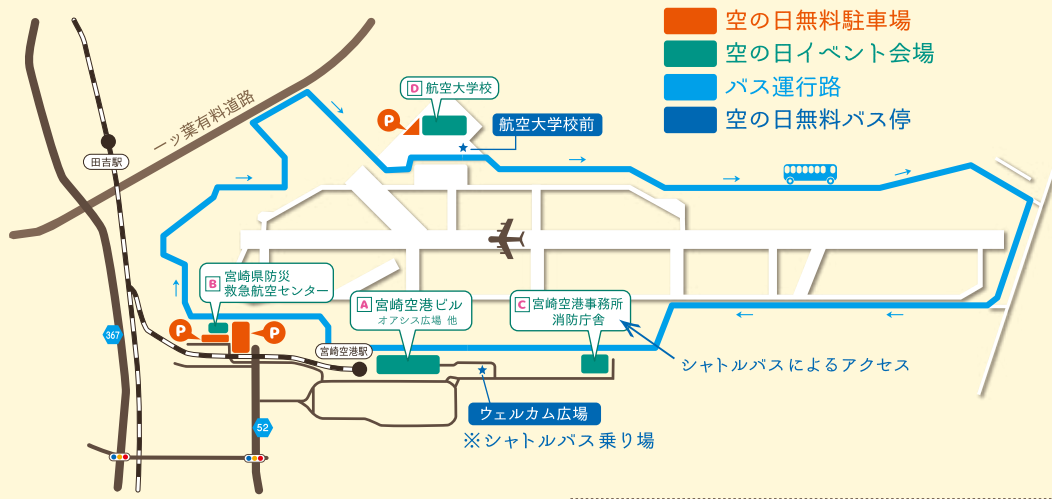 空の日無料駐車場
空の日イベント会場
バス運行路
空の日無料バス停
一ッ葉有料道路
D 航空大学校
P
航空大学校前
田吉駅
B 宮崎県防災
救急航空センター
A 宮崎空港ビル
オアシス広場 他
C 宮崎空港事務所
消防庁舎
P
P
367
宮崎空港駅
シャトルバスによるアクセス
ウェルカム広場
52
※シャトルバス乗り場